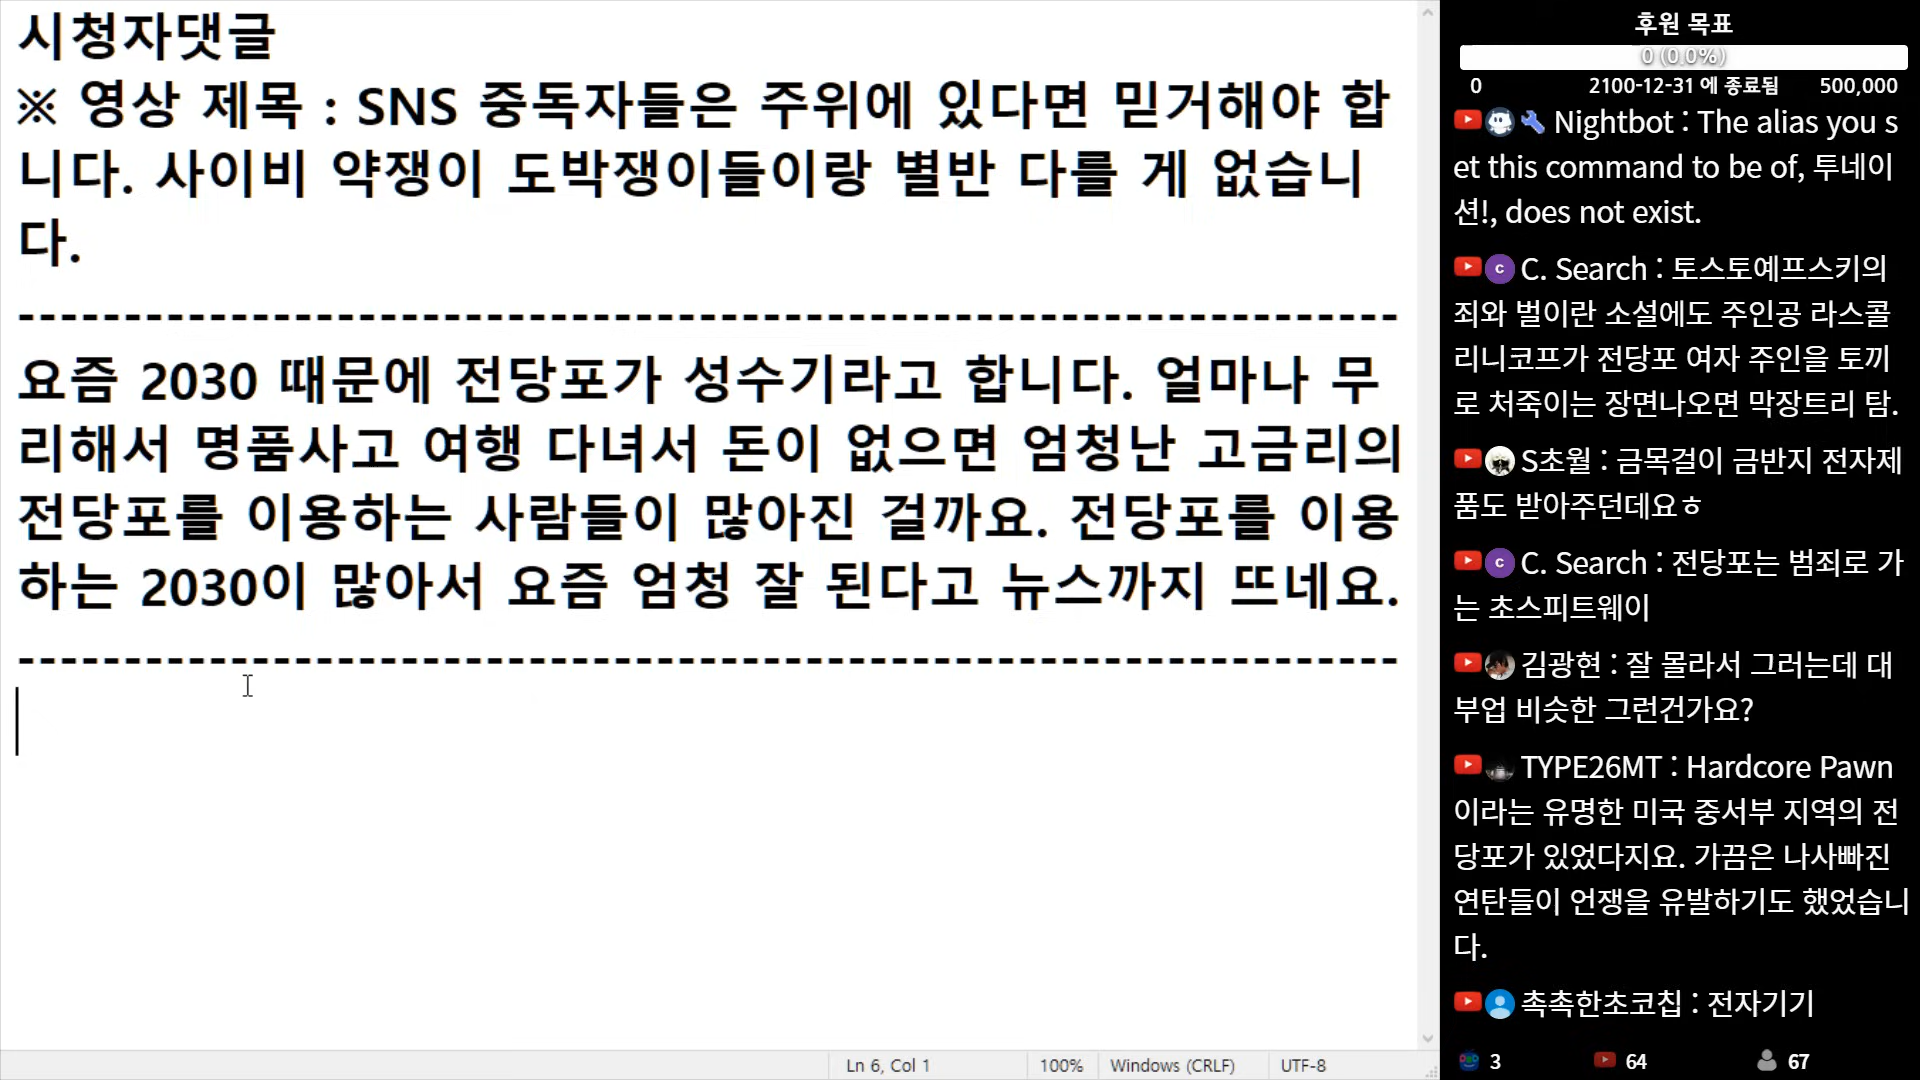 시청자댓글
※ 영상 제목 : SNS 중독자들은 주위에 있다면 믿거해야 합
니다. 사이비 약쟁이 도박쟁이들이랑 별반 다를 게 없습니
다.
-----------------------------------------------------------------
요즘 2030 때문에 전당포가 성수기라고 합니다. 얼마나 무
리해서 명품사고 여행 다녀서 돈이 없으면 엄청난 고금리의
전당포를 이용하는 사람들이 많아진 걸까요. 전당포를 이용
하는 2030이 많아서 요즘 엄청 잘 된다고 뉴스까지 뜨네요.
-----------------------------------------------------------------
Ln 6, Col 1
100%
Windows (CRLF)
UTF-8
후원 목표
0 (0.0%)
0 2100-12-31 에 종료됨 500,000
Nightbot : The alias you s
et this command to be of, 투네이
션!, does not exist.
C. Search : 토스토예프스키의
죄와 벌이란 소설에도 주인공 라스콜
리니코프가 전당포 여자 주인을 토끼
로 처죽이는 장면나오면 막장트리 탐.
S초월 : 금목걸이 금반지 전자제
품도 받아주던데요ㅎ
C. Search : 전당포는 범죄로 가
는 초스피트웨이
김광현 : 잘 몰라서 그러는데 대
부업 비슷한 그런건가요?
TYPE26MT : Hardcore Pawn
이라는 유명한 미국 중서부 지역의 전
당포가 있었다지요. 가끔은 나사빠진
연탄들이 언쟁을 유발하기도 했었습니
다.
촉촉한초코칩 : 전자기기
3 64 67